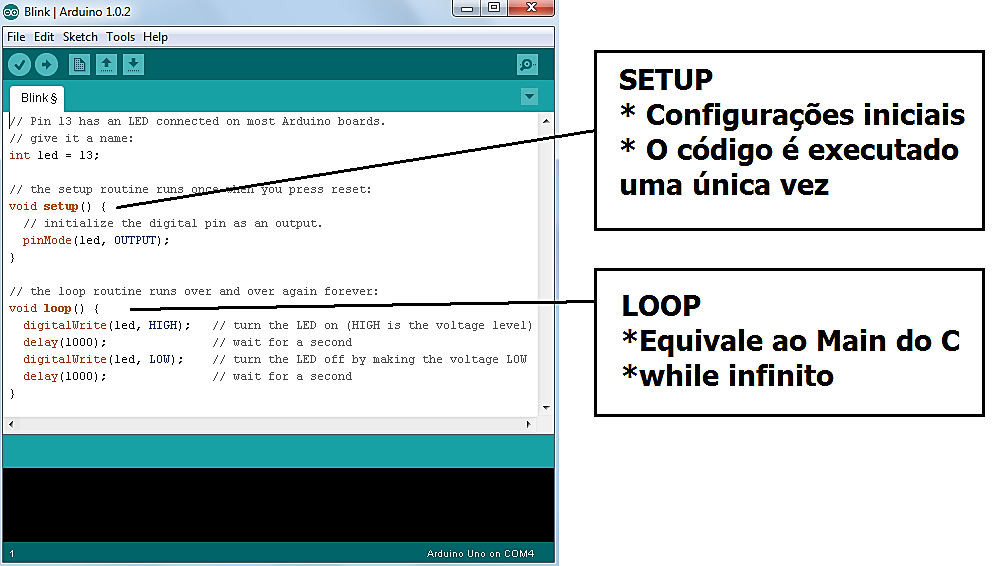 Blink | Arduino 1.0.2
File Edit Sketch Tools Help
Blink§
// Pin 13 has an LED connected on most Arduino boards.
// give it a name:
int led = 13;
// the setup routine runs once when you press reset:
void setup() {
// initialize the digital pin as an output.
pinMode(led, OUTPUT);
}
// the loop routine runs over and over again forever:
void loop() {
digitalWrite(led, HIGH); // turn the LED on (HIGH is the voltage level)
delay(1000); // wait for a second
digitalWrite(led, LOW); // turn the LED off by making the voltage LOW
delay(1000); // wait for a second
}
1
Arduino Uno on COM4
SETUP
* Configurações iniciais
* O código é executado
uma única vez
LOOP
*Equivale ao Main do C
*while infinito